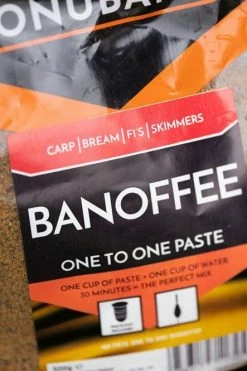 ONUBAI
CARP | BREAM | F1'S | SKIMMERS
BANOFFEE
ONE TO ONE PASTE
ONE CUP OF PASTE + ONE CUP OF WATER
30 MINUTES = THE PERFECT MIX